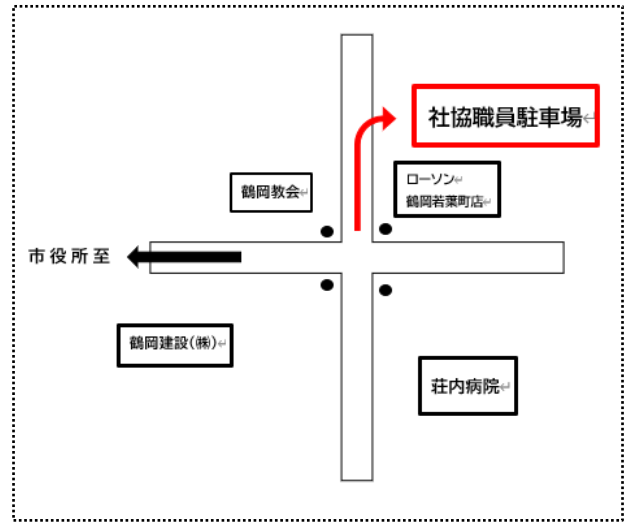 社協職員駐車場↵
鶴岡教会↵
ローソン↵
鶴岡若葉町店↵
市役所至
鶴岡建設(㈱)↵
荘内病院↵